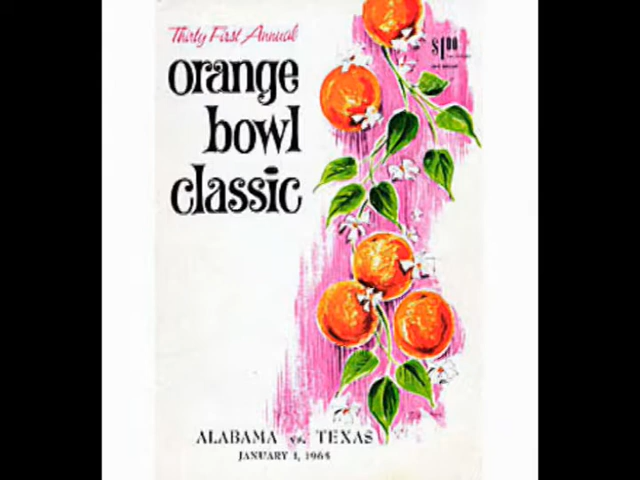 Thirty First Annual
$1.00
orange
bowl
classic
ALABAMA vs. TEXAS
JANUARY 1, 1965